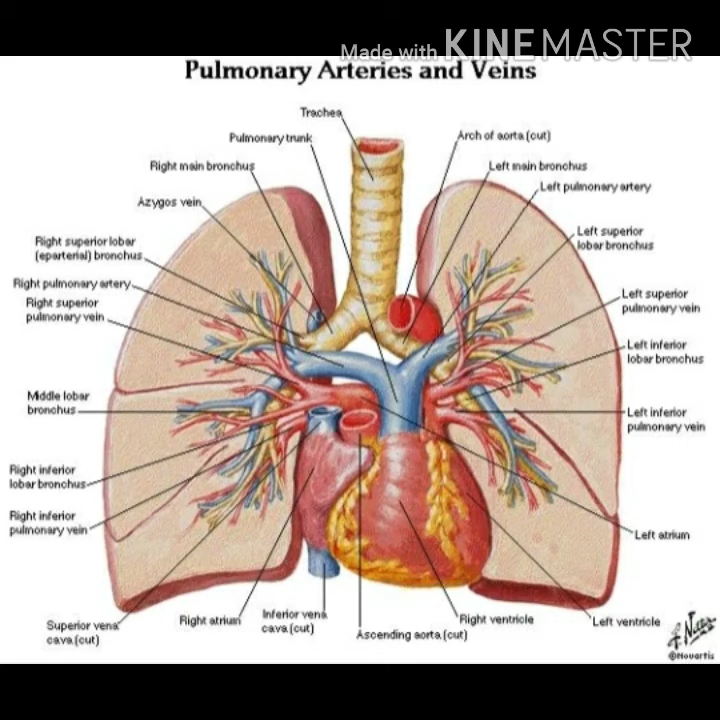 Made with KINEMASTER
Pulmonary Arteries and Veins
Trachea
Pulmonary trunk
Arch of aorta (cut)
Right main bronchus
Left main bronchus
Left pulmonary artery
Azygos vein
Left superior
lobar bronchus
Right superior lobar
(eparterial) bronchus
Right pulmonary artery
Right superior
pulmonary vein
Left superior
pulmonary vein
Left inferior
lobar bronchus
Middle lobar
bronchus
Left inferior
pulmonary vein
Right inferior
lobar bronchus
Right inferior
pulmonary vein
Left atrium
Superior vena
cava (cut)
Right atrium
Inferior vena
cava (cut)
Ascending aorta (cut)
Right ventricle
Left ventricle
©Novartis